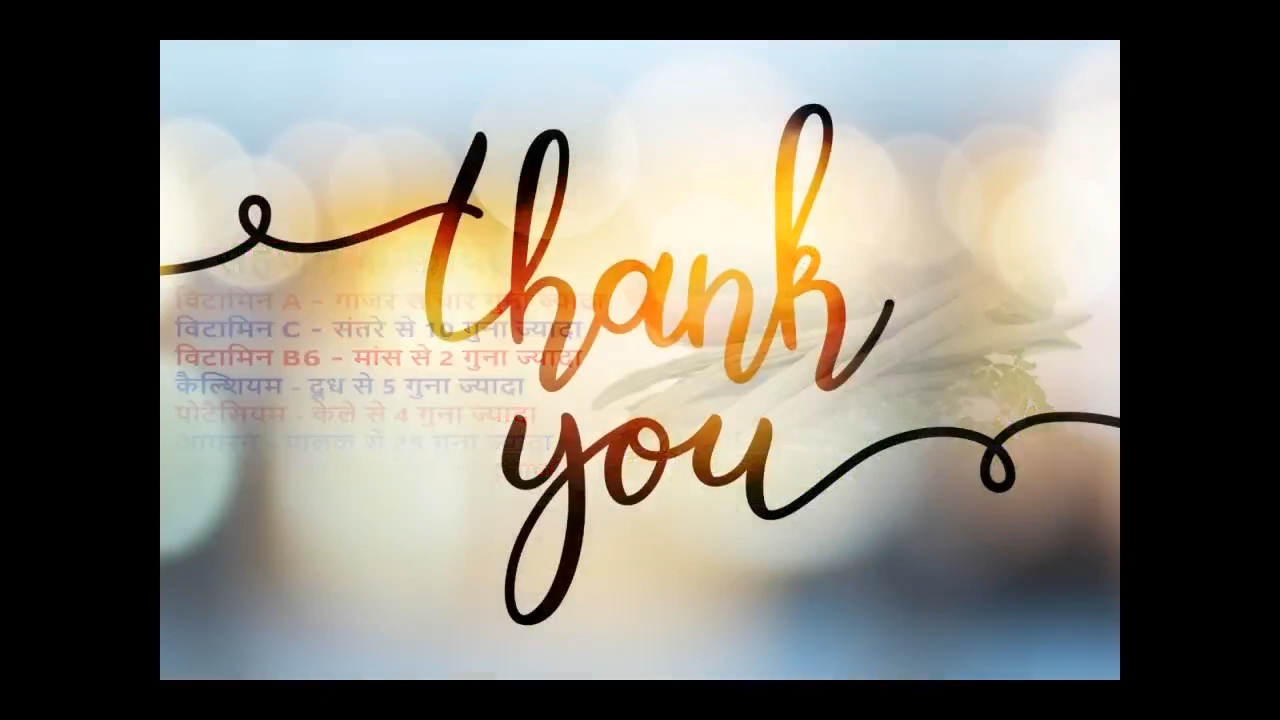 thank
you
विटामिन A - गाजर से चार गुना ज्यादा
विटामिन C - संतरे से 10 गुना ज्यादा
विटामिन B6 - मांस से 2 गुना ज्यादा
कैल्शियम - दूध से 5 गुना ज्यादा
पोटैशियम - केले से 4 गुना ज्यादा